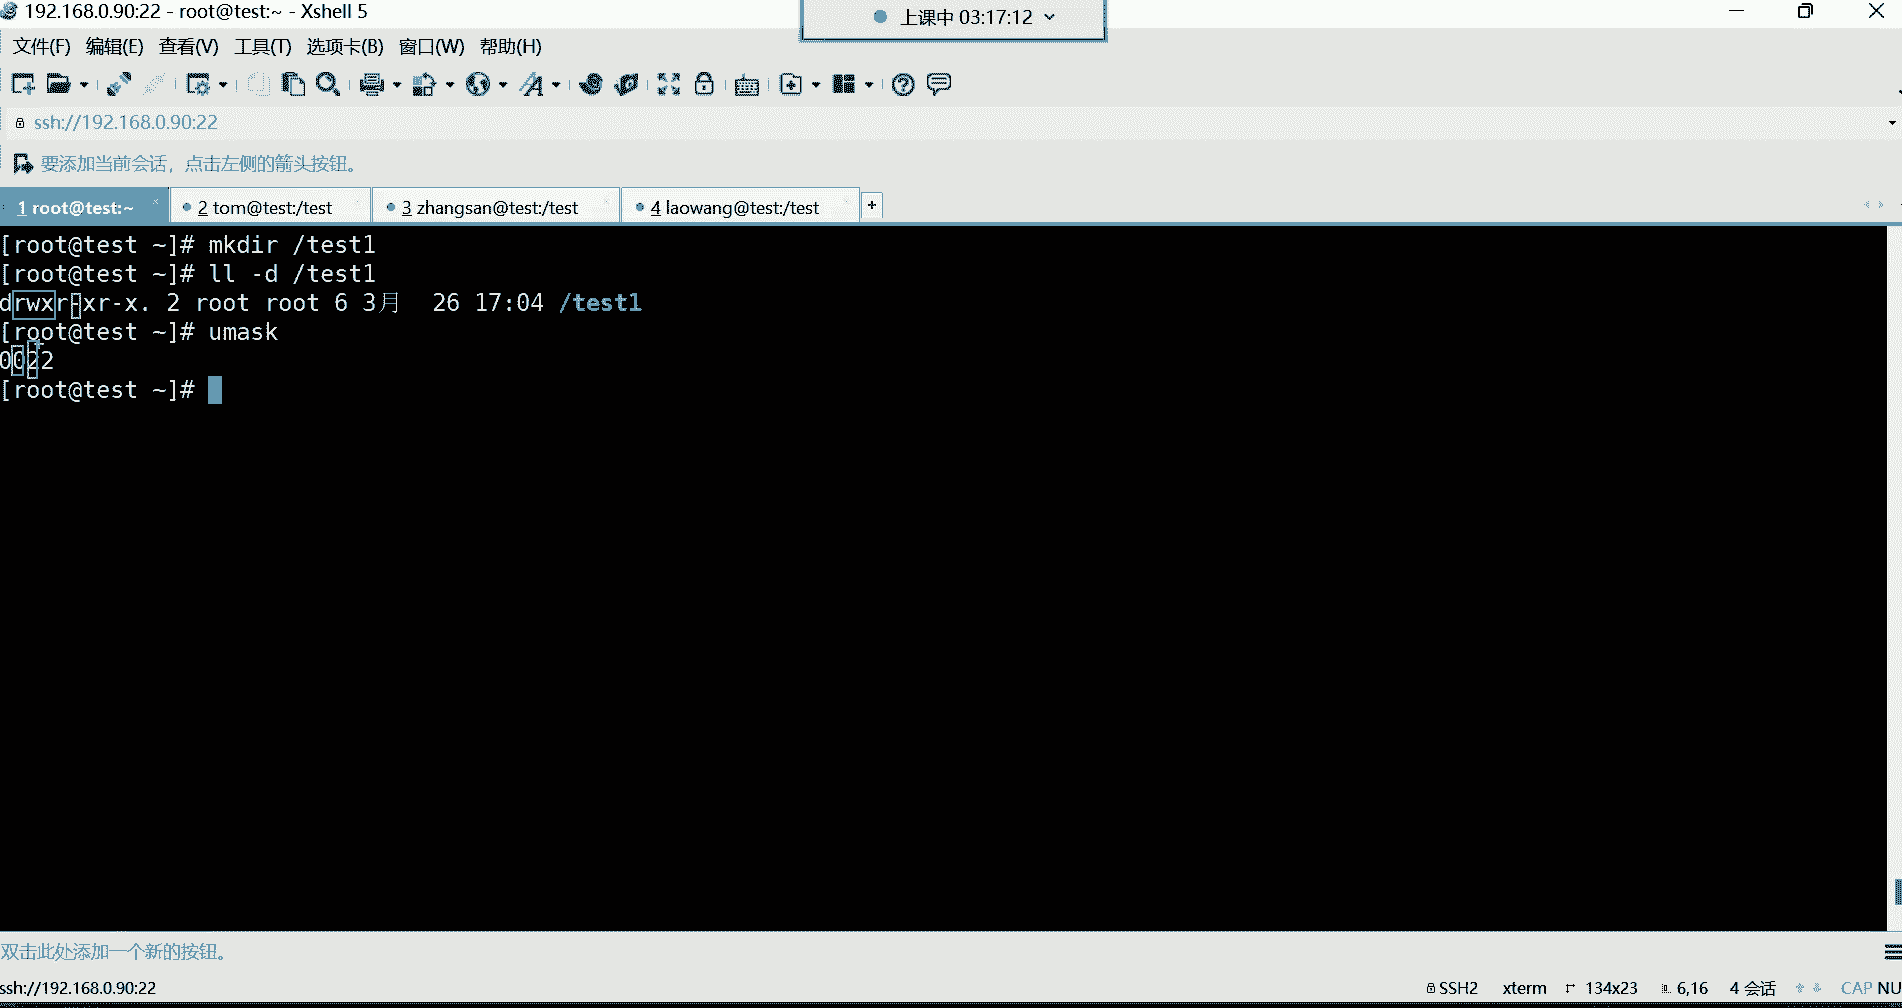 192.168.0.90:22 - root@test:~ - Xshell 5
上课中 03:17:12
文件(F) 编辑(E) 查看(V) 工具(T) 选项卡(B) 窗口(W) 帮助(H)
ssh://192.168.0.90:22
要添加当前会话，点击左侧的箭头按钮。
1 root@test:~ 2 tom@test:/test 3 zhangsan@test:/test 4 laowang@test:/test +
[root@test ~]# mkdir /test1
[root@test ~]# ll -d /test1
drwxr-xr-x. 2 root root 6 3月 26 17:04 /test1
[root@test ~]# umask
0022
[root@test ~]#
双击此处添加一个新的按钮。
ssh://192.168.0.90:22 SSH2 xterm 134x23 6,16 4 会话 CAP NU